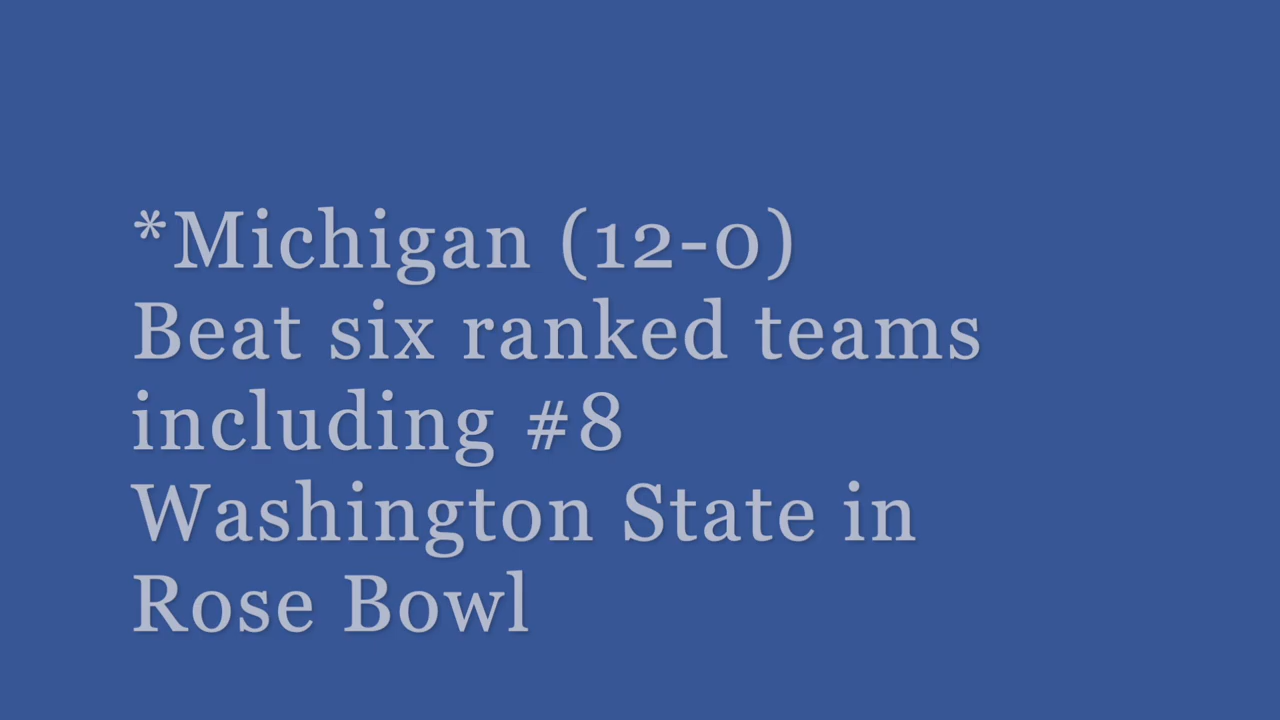 *Michigan (12-0)
Beat six ranked teams
including #8
Washington State in
Rose Bowl